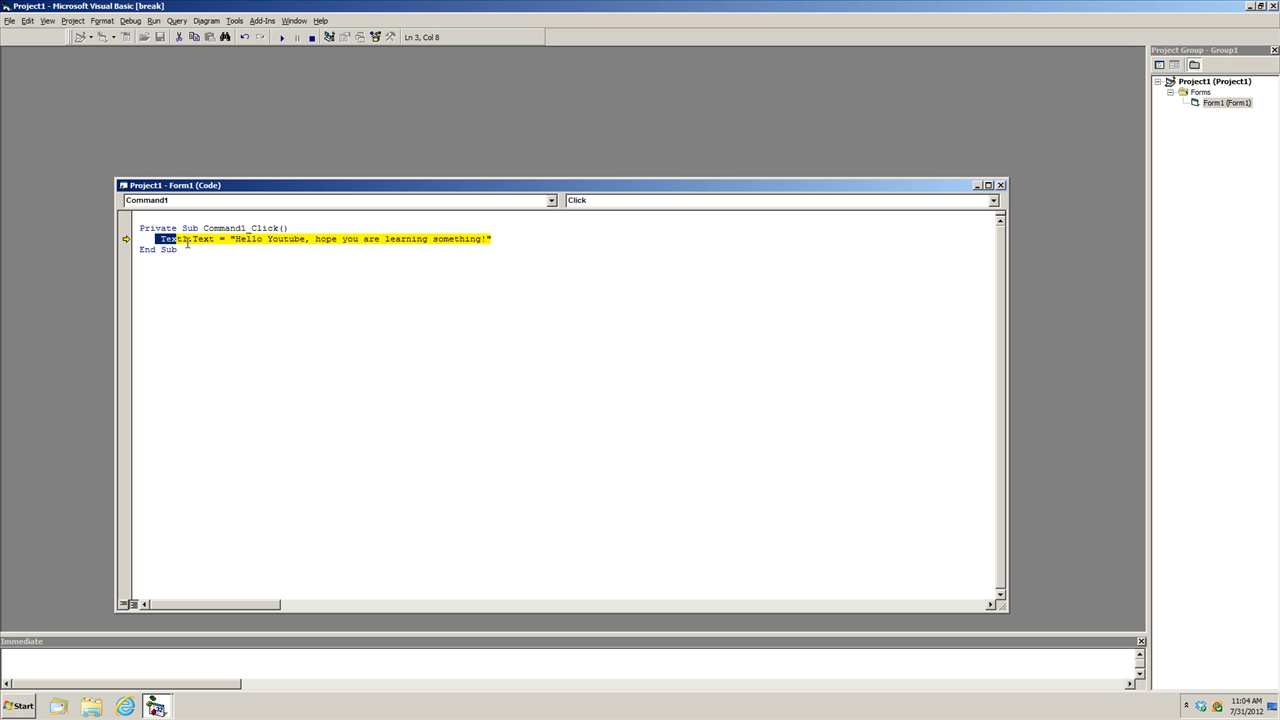 Project1 - Microsoft Visual Basic [break]
File Edit View Project Format Debug Run Query Diagram Tools Add-Ins Window Help
Ln 3, Col 8
Project Group - Group1
Project1 (Project1)
Forms
Form1 (Form1)
Project1 - Form1 (Code)
Command1 Click
Private Sub Command1_Click()
Text1.Text = "Hello Youtube, hope you are learning something!"
End Sub
Immediate
Start
11:04 AM
7/31/2012